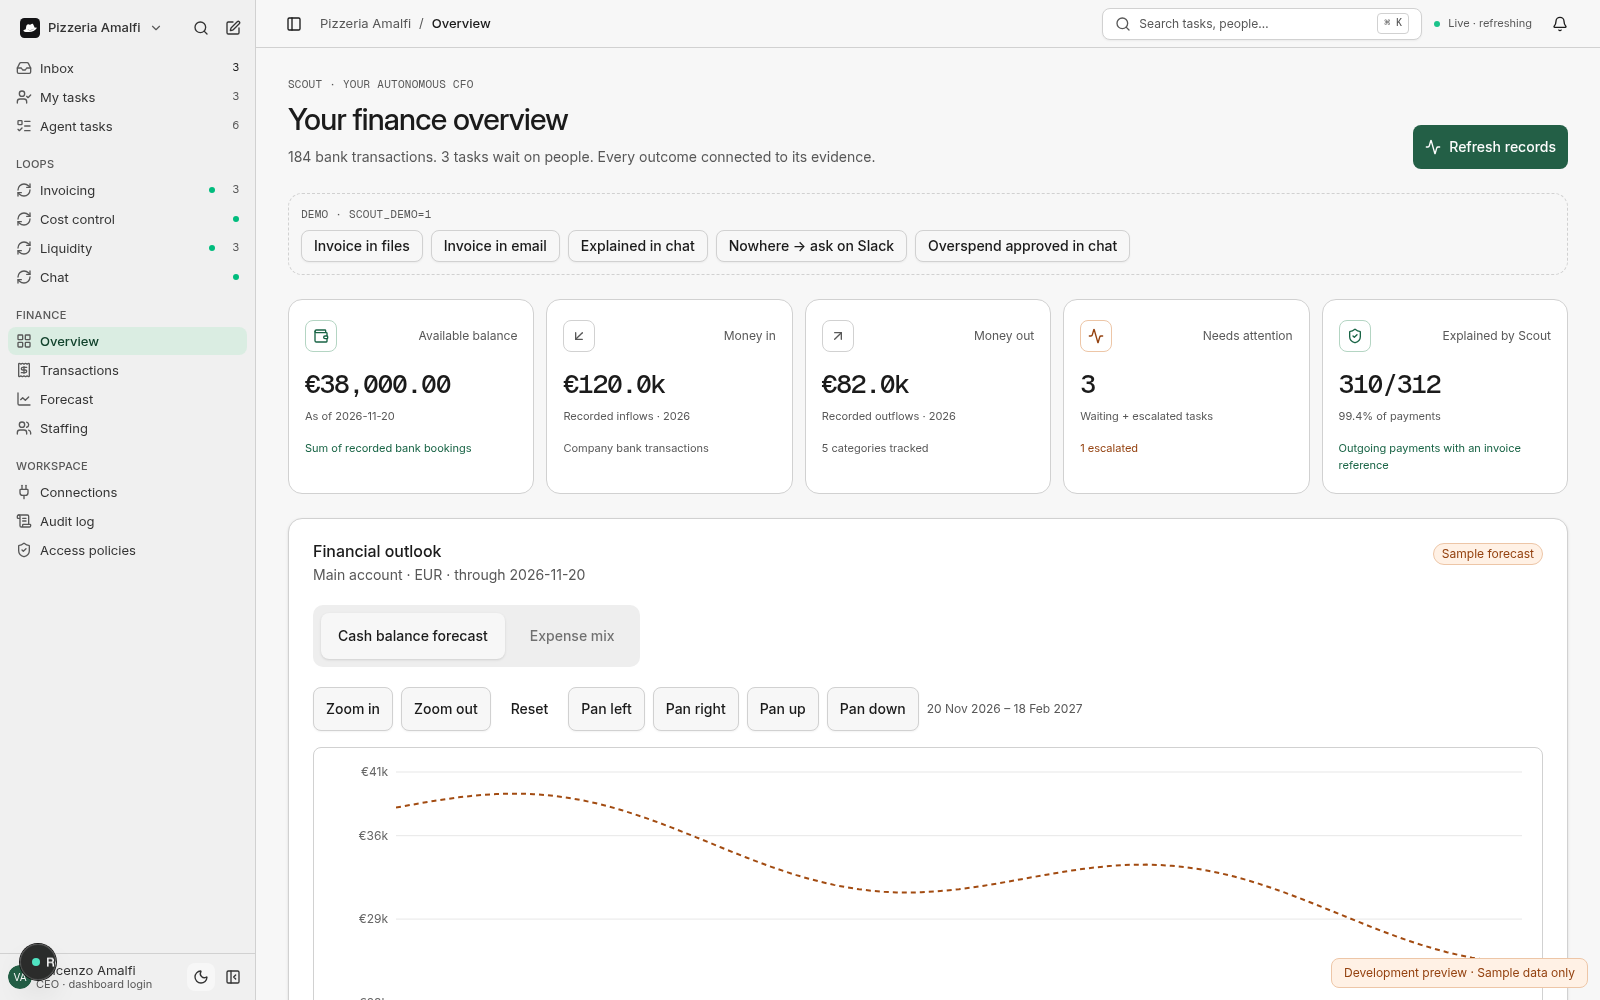 Pizzeria Amalfi
Inbox 3
My tasks 3
Agent tasks 6
LOOPS
Invoicing 3
Cost control
Liquidity 3
Chat
FINANCE
Overview
Transactions
Forecast
Staffing
WORKSPACE
Connections
Audit log
Access policies
CEO · dashboard login
Pizzeria Amalfi / Overview
Search tasks, people... ⌘ K
Live · refreshing
SCOUT · YOUR AUTONOMOUS CFO
Your finance overview
184 bank transactions. 3 tasks wait on people. Every outcome connected to its evidence.
Refresh records
DEMO · SCOUT_DEMO=1
Invoice in files
Invoice in email
Explained in chat
Nowhere → ask on Slack
Overspend approved in chat
Available balance
€38,000.00
As of 2026-11-20
Sum of recorded bank bookings
Money in
€120.0k
Recorded inflows · 2026
Company bank transactions
Money out
€82.0k
Recorded outflows · 2026
5 categories tracked
Needs attention
3
Waiting + escalated tasks
1 escalated
Explained by Scout
310/312
99.4% of payments
Outgoing payments with an invoice
reference
Financial outlook
Main account · EUR · through 2026-11-20
Sample forecast
Cash balance forecast
Expense mix
Zoom in
Zoom out
Reset
Pan left
Pan right
Pan up
Pan down
20 Nov 2026 – 18 Feb 2027
€41k
€36k
€29k
Development preview · Sample data only